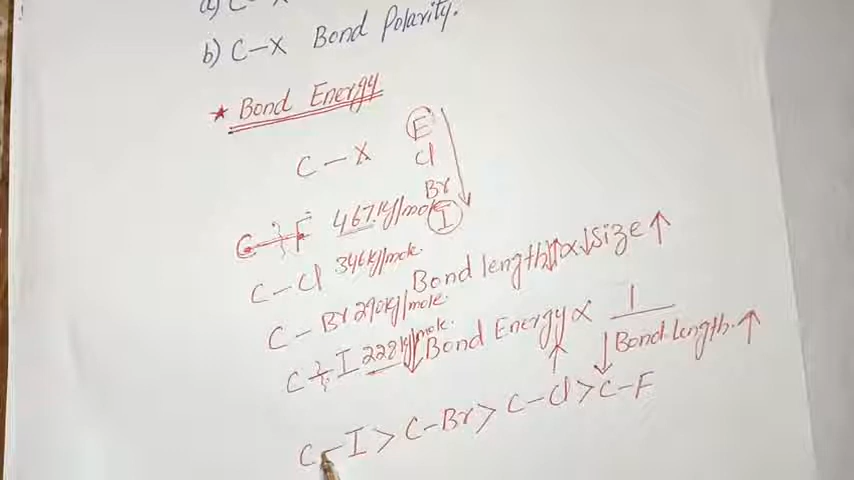 a) C-X
b) C-X Bond Polarity.
* Bond Energy
C-X
F
Cl
Br
I
C-F 467KJ/mole
C-Cl 346KJ/mole.
C-Br 290KJ/mole.
C-I 228KJ/mole.
Bond length ↓↑ ∝ ↓ Size ↑
↓ Bond Energy ∝ 1 / Bond length. ↑
↑ ↓
C-I > C-Br > C-Cl > C-F